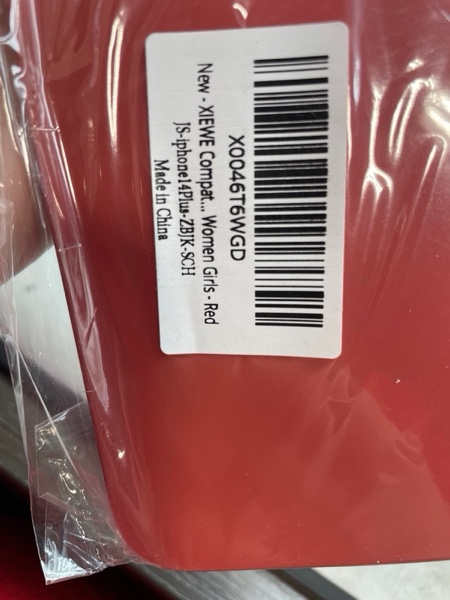 X0046T6WGD
New - XIEWE Compat... Women Girls - Red
JS-iphone14Plus-ZBJK-SCH
Made in China